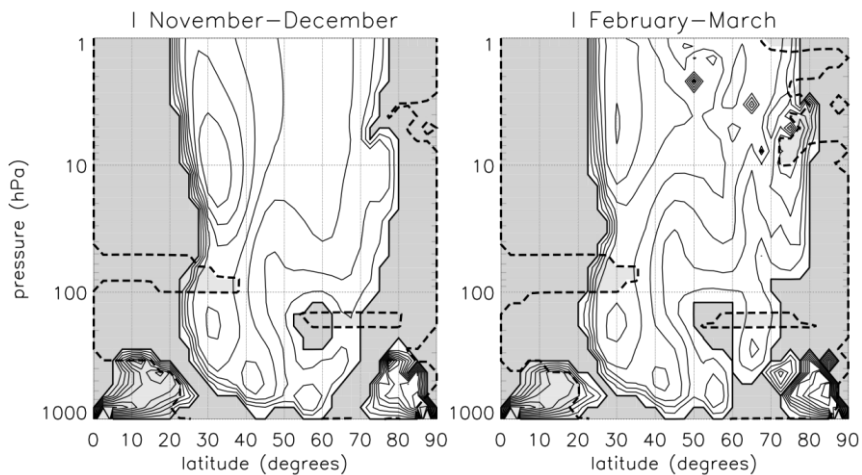 l November–December
l February–March
pressure (hPa)
1
10
100
1000
0 10 20 30 40 50 60 70 80 90
latitude (degrees)
1
10
100
1000
0 10 20 30 40 50 60 70 80 90
latitude (degrees)